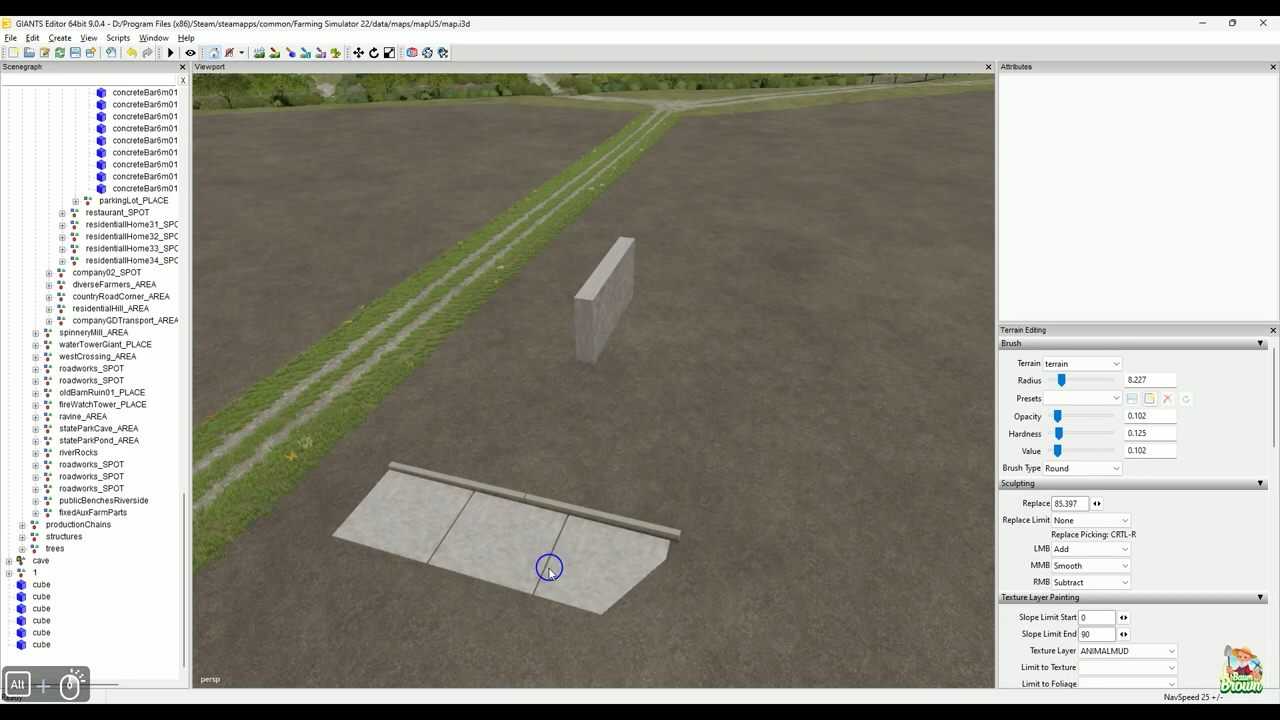 GIANTS Editor 64bit 9.0.4 - D:/Program Files (x86)/Steam/steamapps/common/Farming Simulator 22/data/maps/mapUS/map.i3d
File Edit Create View Scripts Window Help
Scenegraph
Viewport
Attributes
X
concreteBar6m01
concreteBar6m01
concreteBar6m01
concreteBar6m01
concreteBar6m01
concreteBar6m01
concreteBar6m01
concreteBar6m01
concreteBar6m01
parkingLot_PLACE
restaurant_SPOT
residentiallHome31_SPC
residentiallHome32_SPC
residentiallHome33_SPC
residentiallHome34_SPC
company02_SPOT
diverseFarmers_AREA
countryRoadCorner_AREA
residentialHill_AREA
companyGDTransport_AREA
spinneryMill_AREA
waterTowerGiant_PLACE
westCrossing_AREA
roadworks_SPOT
roadworks_SPOT
oldBarnRuin01_PLACE
fireWatchTower_PLACE
ravine_AREA
stateParkCave_AREA
stateParkPond_AREA
riverRocks
roadworks_SPOT
roadworks_SPOT
roadworks_SPOT
publicBenchesRiverside
fixedAuxFarmParts
productionChains
structures
trees
cave
1
cube
cube
cube
cube
cube
cube
Alt +
Ready
persp
Terrain Editing
Brush
Terrain terrain
Radius 8.227
Presets
Opacity 0.102
Hardness 0.125
Value 0.102
Brush Type Round
Sculpting
Replace 85.397
Replace Limit None
Replace Picking: CRTL-R
LMB Add
MMB Smooth
RMB Subtract
Texture Layer Painting
Slope Limit Start 0
Slope Limit End 90
Texture Layer ANIMALMUD
Limit to Texture
Limit to Foliage
Brown
NavSpeed 25 +/-